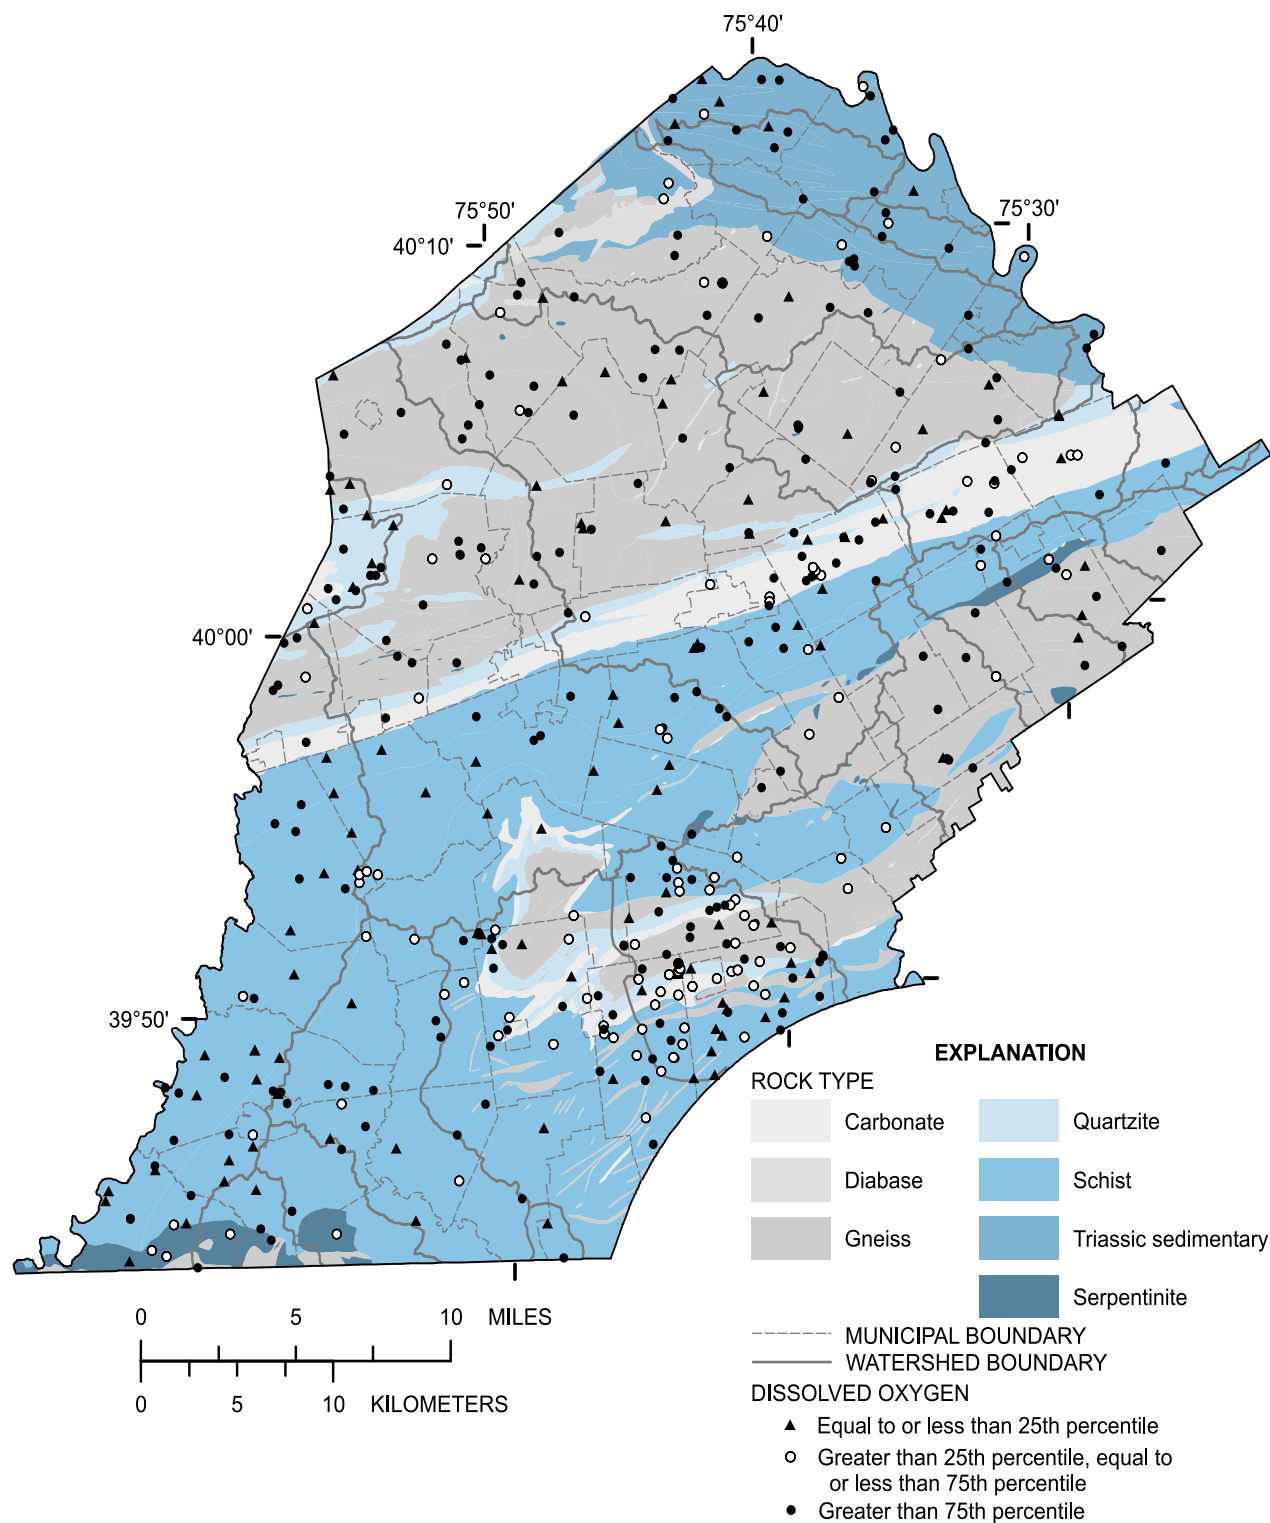 75°40'
75°50'
75°30'
40°10'
40°00'
39°50'
EXPLANATION
ROCK TYPE
Carbonate
Quartzite
Diabase
Schist
Gneiss
Triassic sedimentary
Serpentinite
0 5 10 MILES
0 5 10 KILOMETERS
MUNICIPAL BOUNDARY
WATERSHED BOUNDARY
DISSOLVED OXYGEN
Equal to or less than 25th percentile
Greater than 25th percentile, equal to
or less than 75th percentile
Greater than 75th percentile